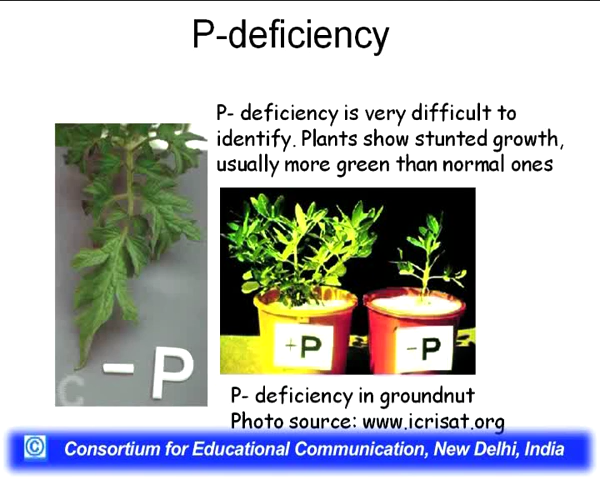 P-deficiency
P- deficiency is very difficult to
identify. Plants show stunted growth,
usually more green than normal ones
- P
C
+P
-P
P- deficiency in groundnut
Photo source: www.icrisat.org
© Consortium for Educational Communication, New Delhi, India